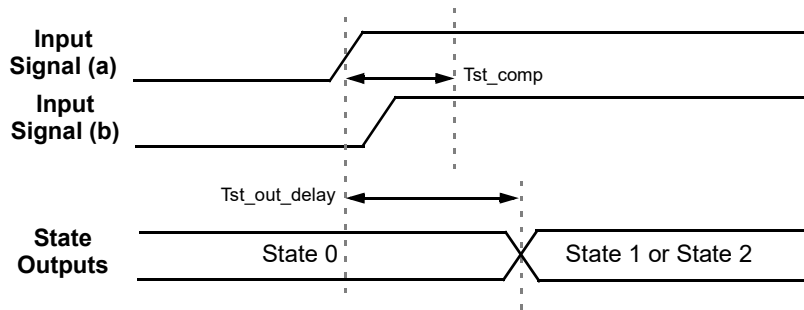 Input
Signal (a)
Tst_comp
Input
Signal (b)
Tst_out_delay
State
Outputs
State 0
State 1 or State 2